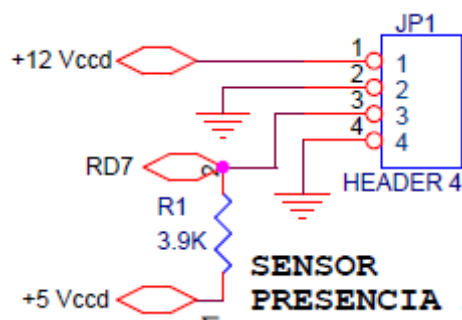 JP1
+12 Vccd
1 1
2 2
3 3
4 4
RD7
2
HEADER 4
R1
3.9K
SENSOR
+5 Vccd
PRESENCIA